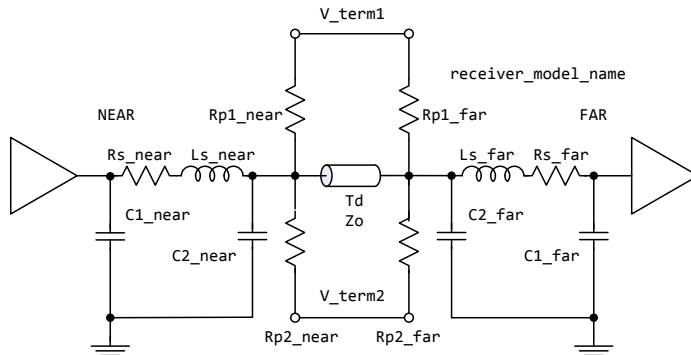 V_term1
receiver_model_name
NEAR
Rp1_near
Rp1_far
FAR
Rs_near
Ls_near
Ls_far
Rs_far
Td
Zo
C1_near
C2_far
C2_near
C1_far
V_term2
Rp2_near
Rp2_far